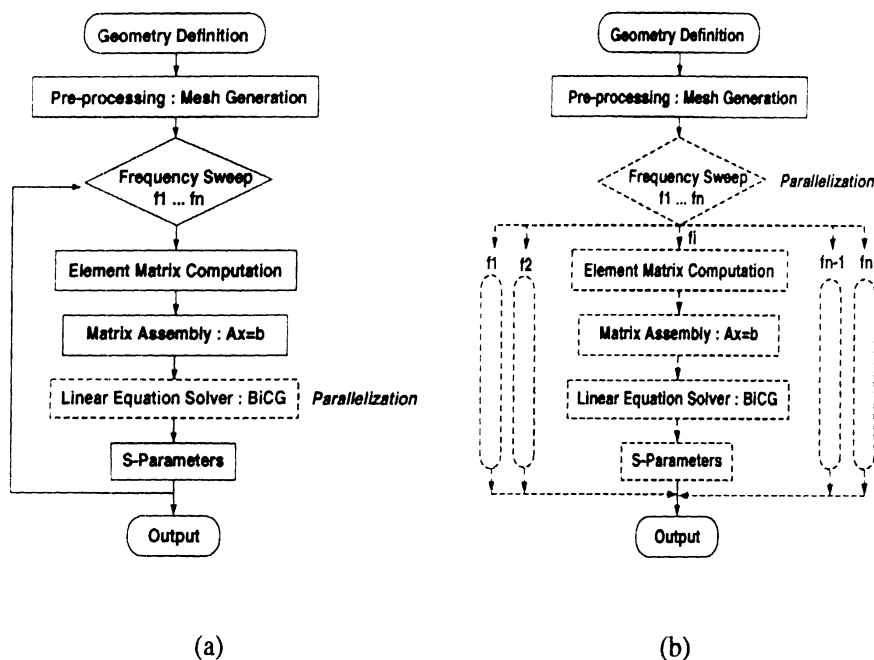 Geometry Definition
Pre-processing : Mesh Generation
Frequency Sweep
f1 ... fn
Element Matrix Computation
Matrix Assembly : Ax=b
Linear Equation Solver : BiCG
Parallelization
S-Parameters
Output
(a)
Geometry Definition
Pre-processing : Mesh Generation
Frequency Sweep
f1 ... fn
Parallelization
f1
f2
fi
fn-1
fn
Element Matrix Computation
Matrix Assembly : Ax=b
Linear Equation Solver : BiCG
S-Parameters
Output
(b)